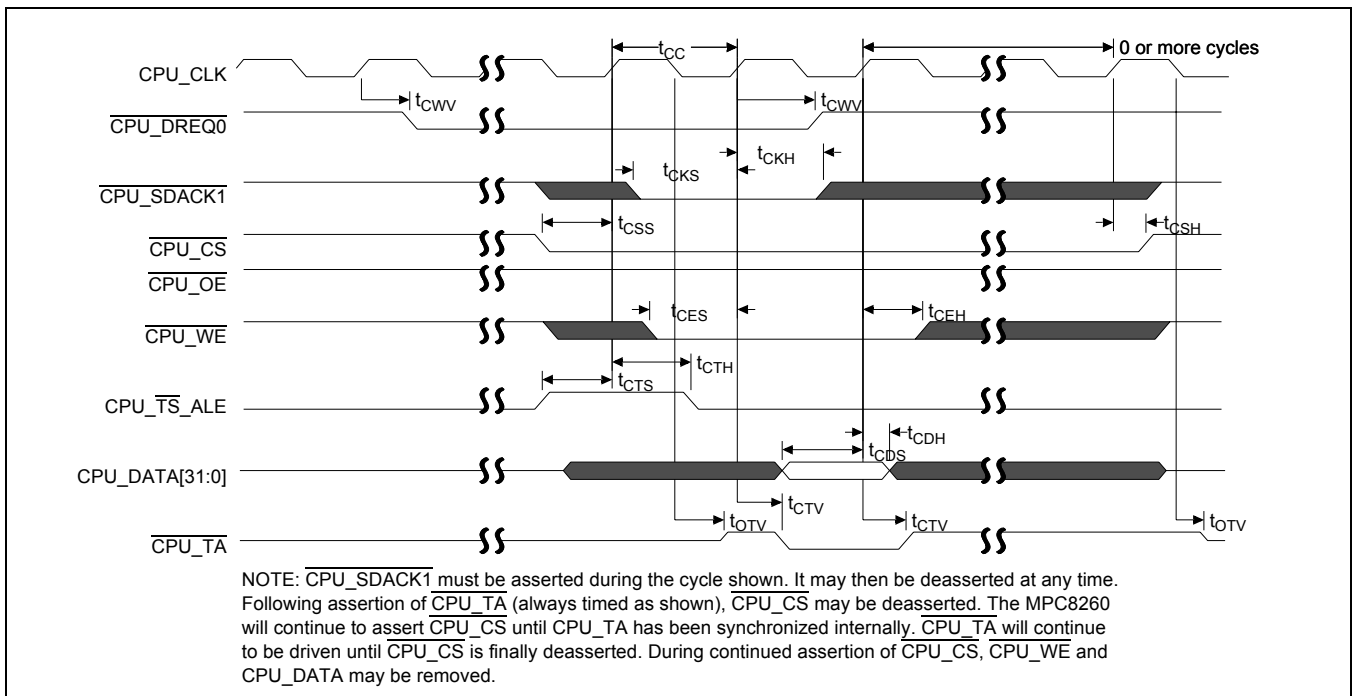 tCC
0 or more cycles
CPU_CLK
tCWV
tCWV
CPU_DREQ0
tCKH
tCKS
CPU_SDACK1
tCSS
tCSH
CPU_CS
CPU_OE
tCES
tCEH
CPU_WE
tCTH
tCTS
CPU_TS_ALE
tCDH
tCDS
CPU_DATA[31:0]
tCTV
tOTV
tCTV
tOTV
CPU_TA
NOTE: CPU_SDACK1 must be asserted during the cycle shown. It may then be deasserted at any time.
Following assertion of CPU_TA (always timed as shown), CPU_CS may be deasserted. The MPC8260
will continue to assert CPU_CS until CPU_TA has been synchronized internally. CPU_TA will continue
to be driven until CPU_CS is finally deasserted. During continued assertion of CPU_CS, CPU_WE and
CPU_DATA may be removed.